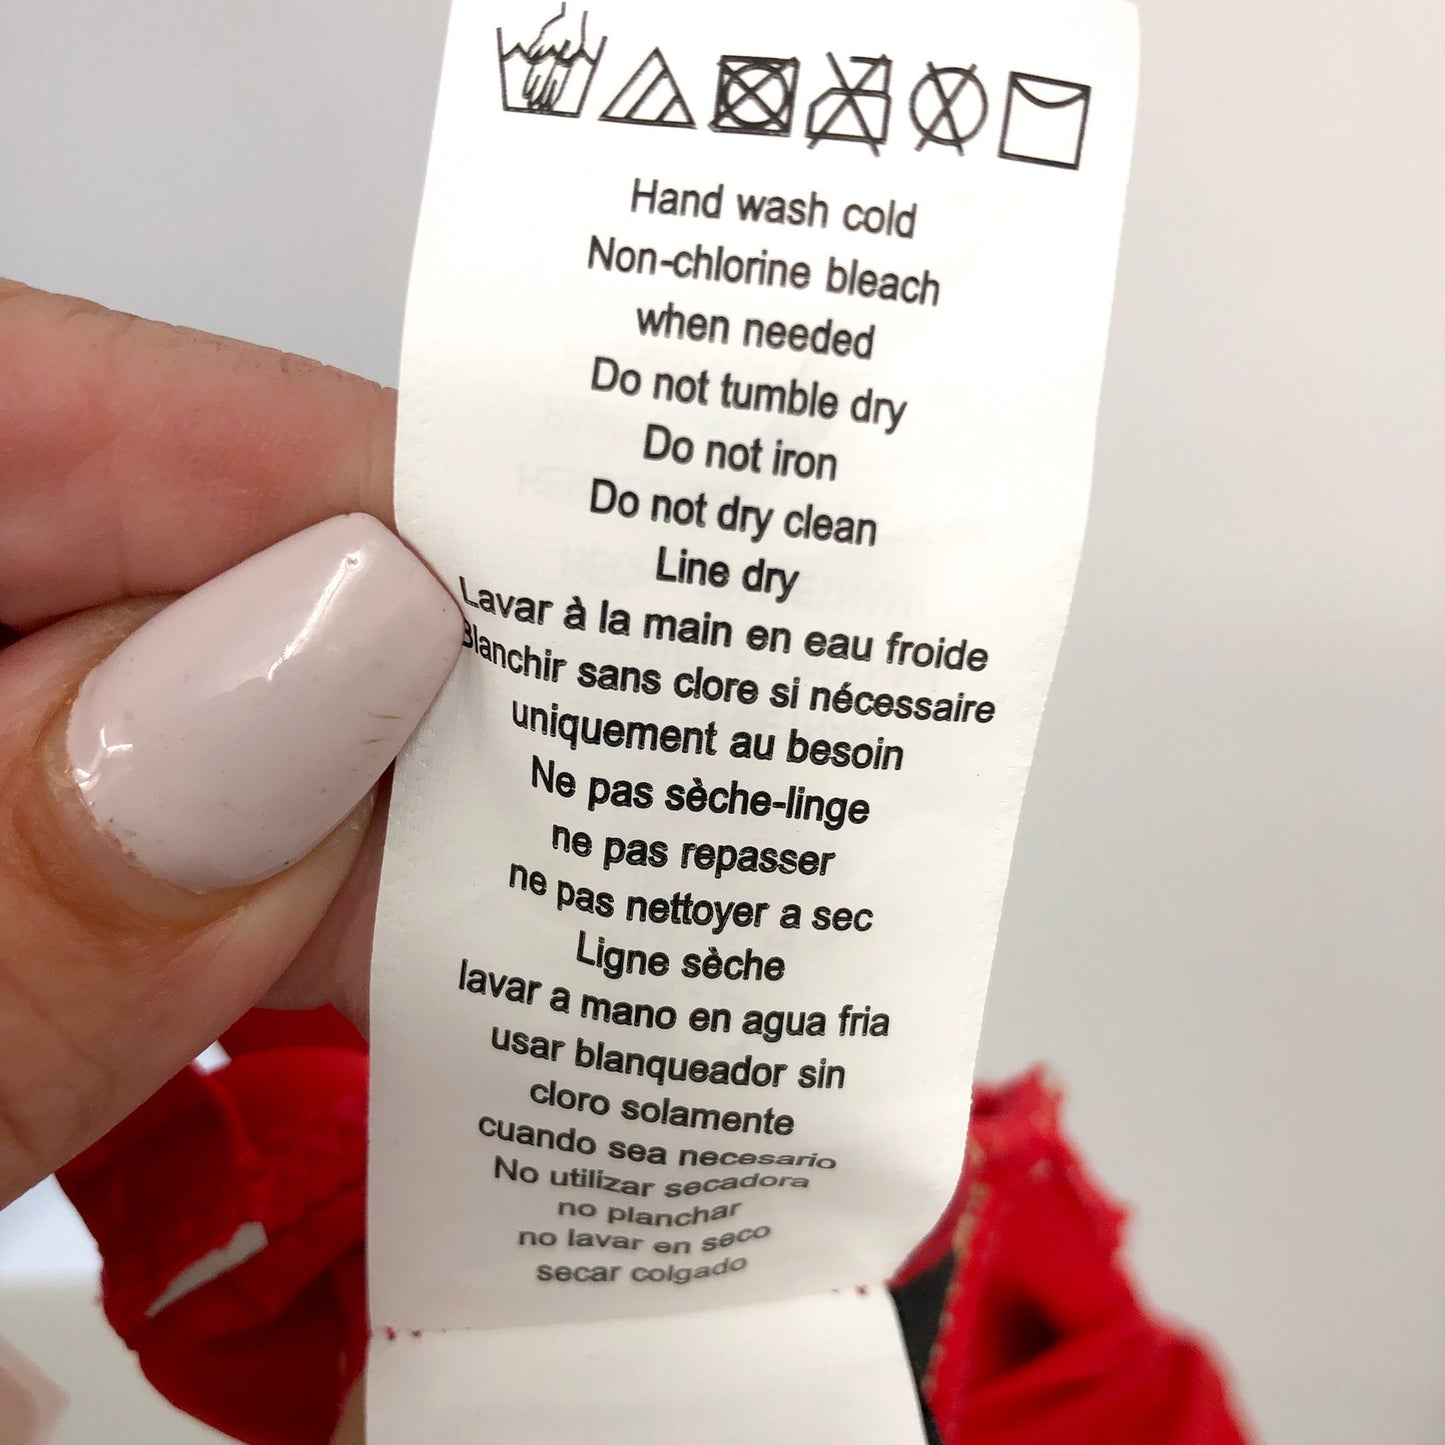 Hand wash cold
Non-chlorine bleach
when needed
Do not tumble dry
Do not iron
Do not dry clean
Line dry
Lavar à la main en eau froide
Blanchir sans clore si nécessaire
uniquement au besoin
Ne pas sèche-linge
ne pas repasser
ne pas nettoyer a sec
Ligne sèche
lavar a mano en agua fria
usar blanqueador sin
cloro solamente
cuando sea necesario
No utilizar secadora
no planchar
no lavar en seco
secar colgado